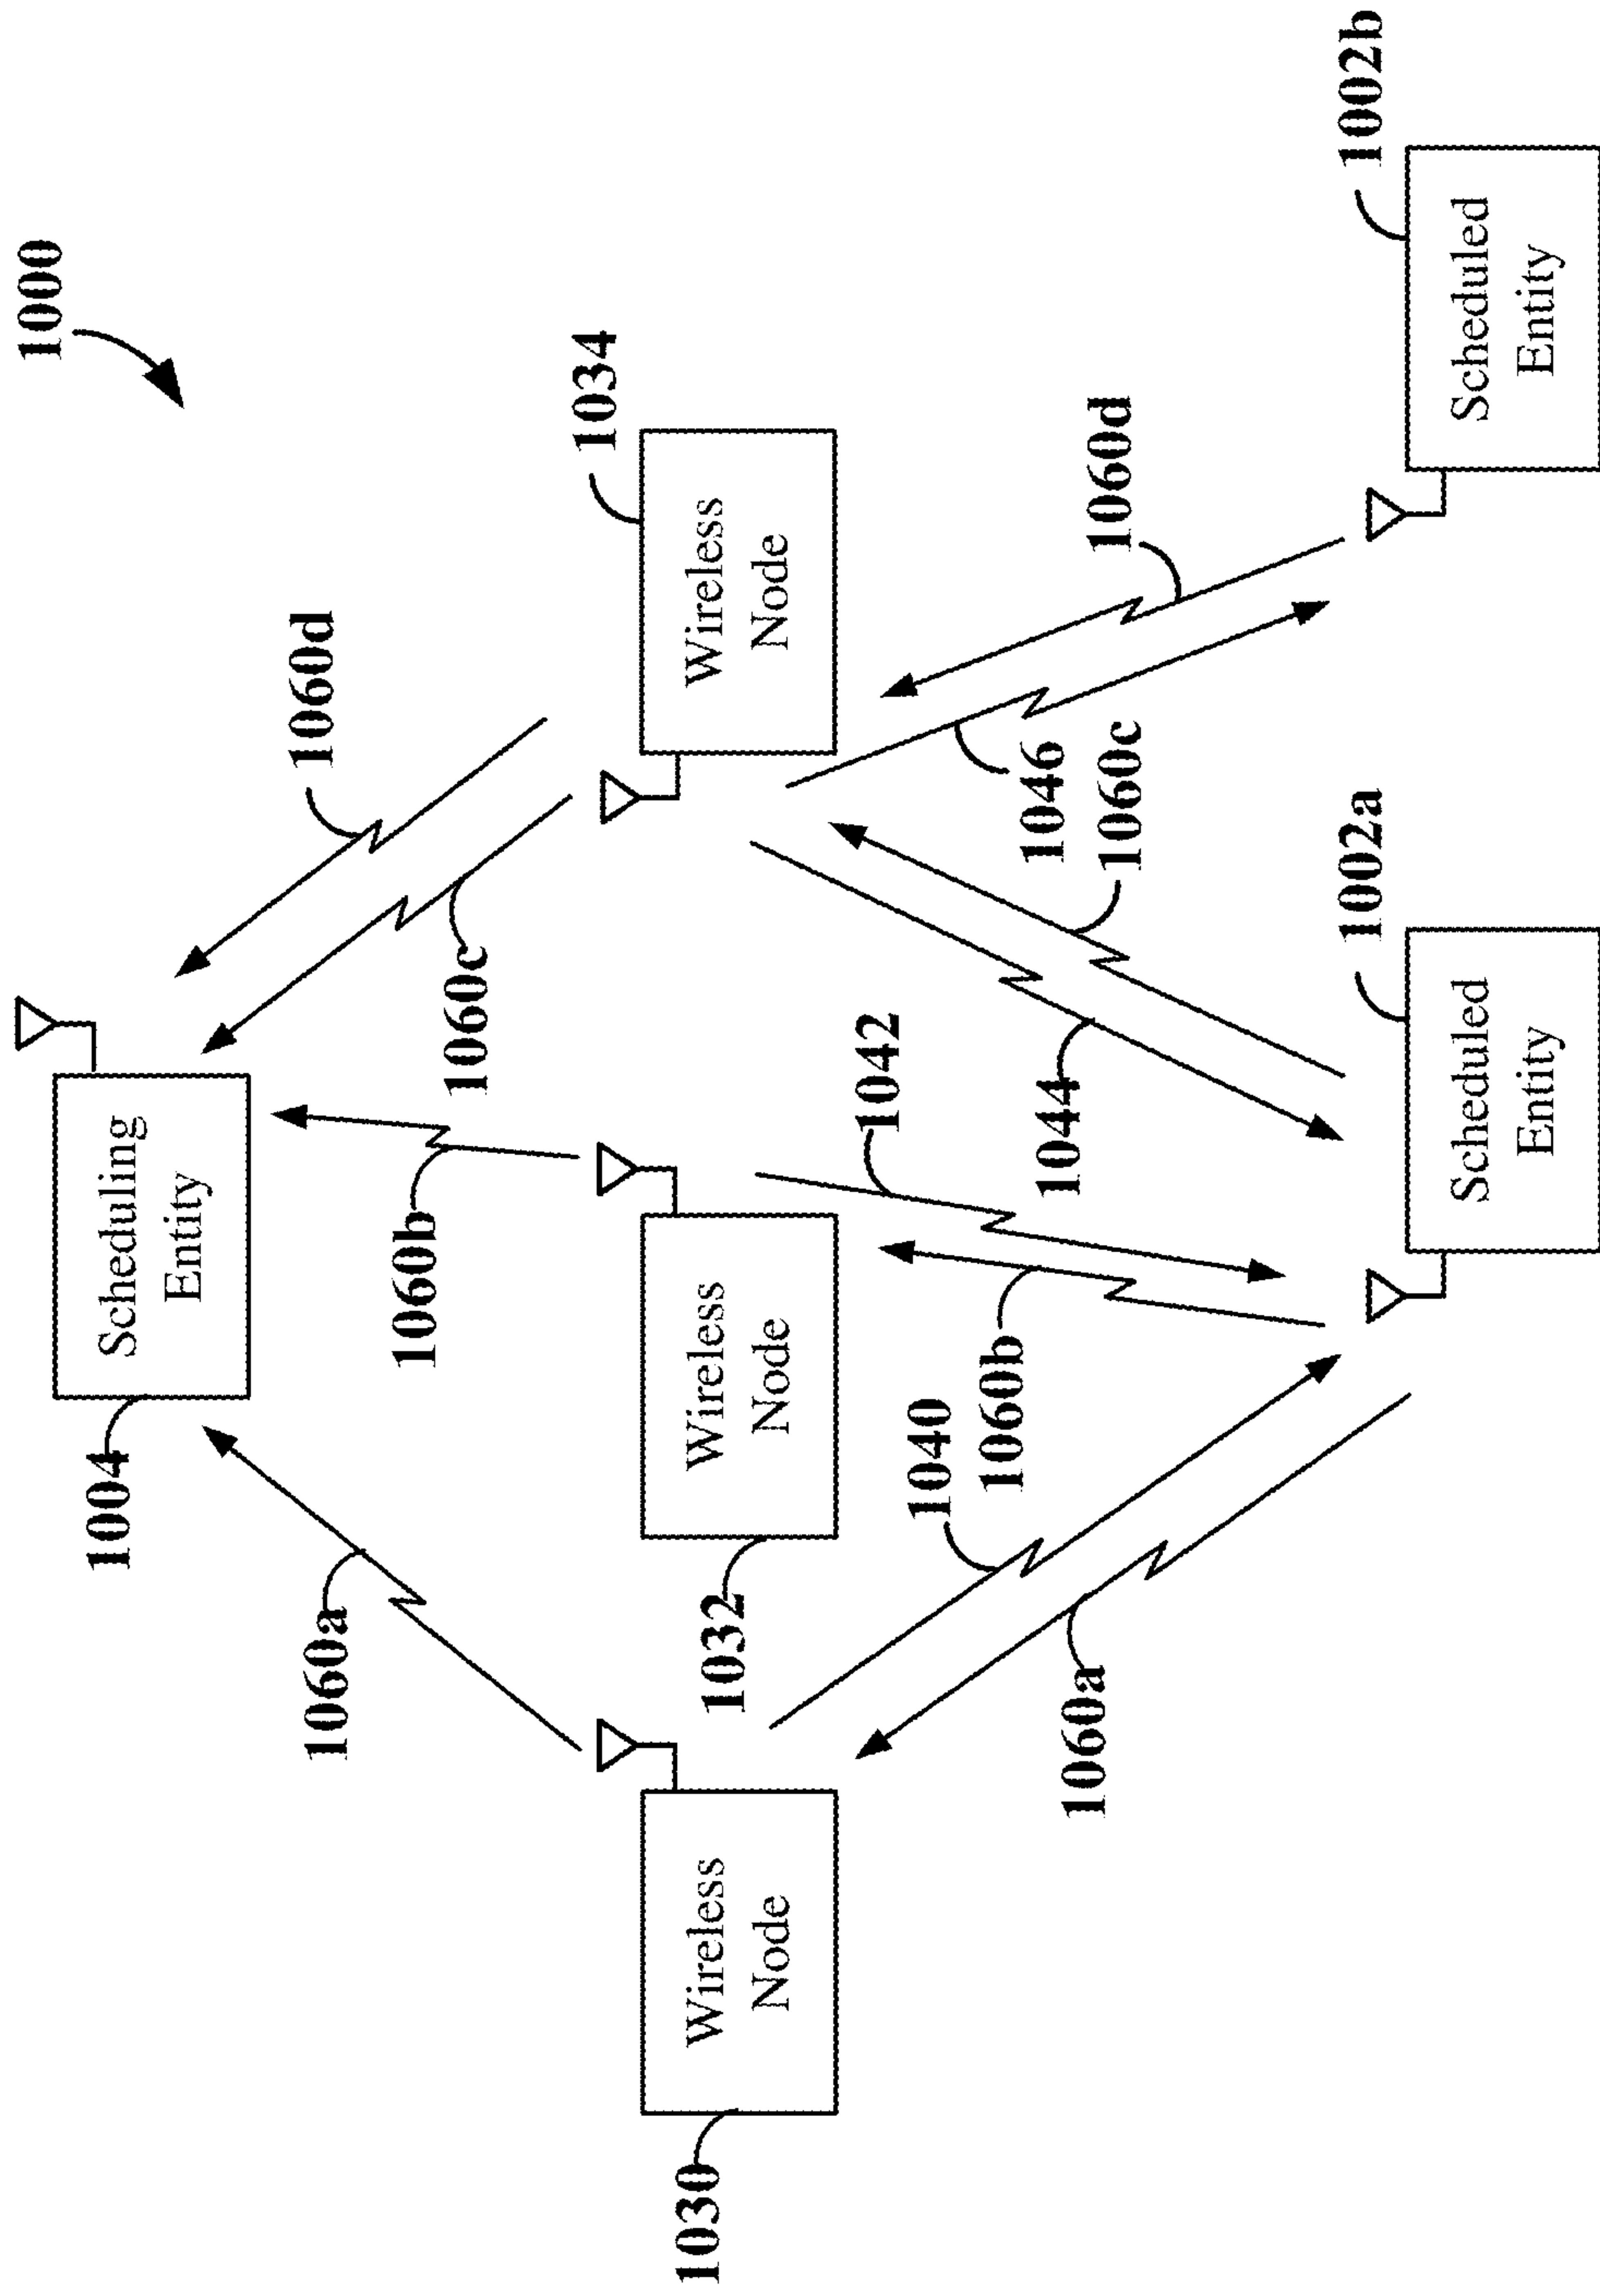 1000
1004
Scheduling
Entity
1060a
1060b
1060c
1060d
1030
Wireless
Node
1032
Wireless
Node
1034
Wireless
Node
1060a
1040
1060b
1042
1044
1060c
1046
1060d
1002a
Scheduled
Entity
1002b
Scheduled
Entity